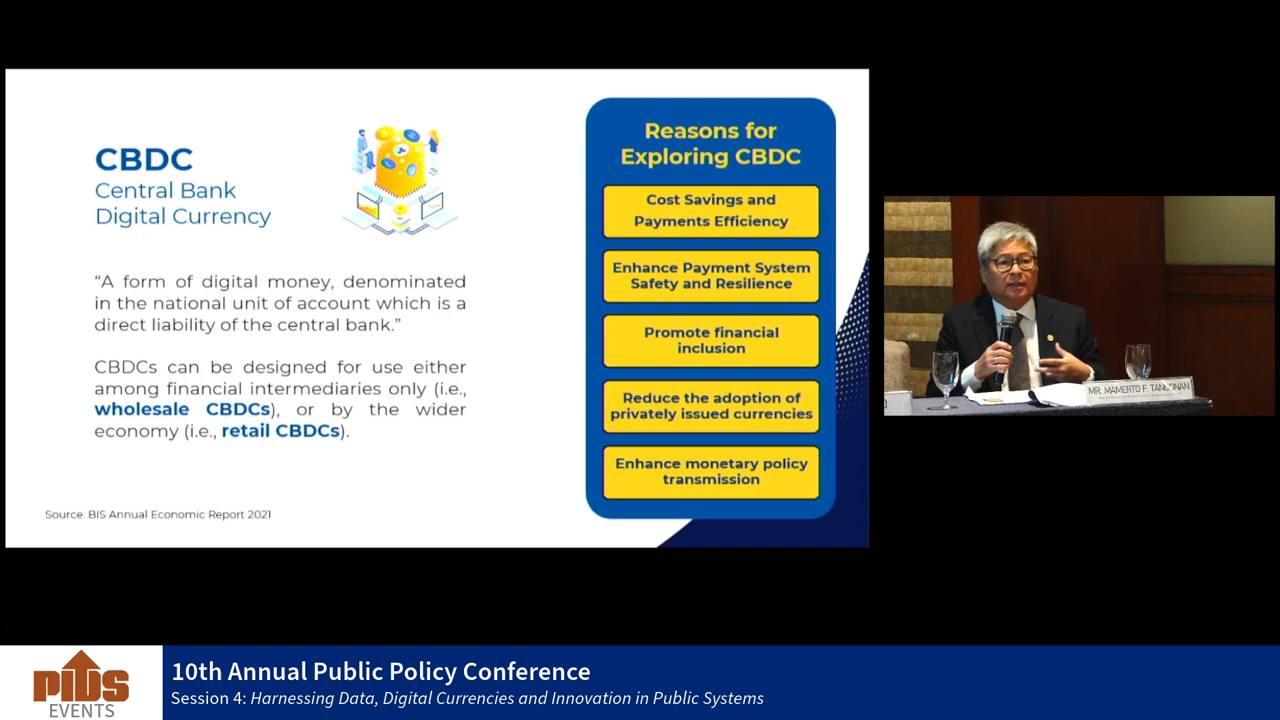 CBDC
Central Bank
Digital Currency
“A form of digital money, denominated
in the national unit of account which is a
direct liability of the central bank.”
CBDCs can be designed for use either
among financial intermediaries only (i.e.,
wholesale CBDCs), or by the wider
economy (i.e., retail CBDCs).
Source: BIS Annual Economic Report 2021
Reasons for
Exploring CBDC
Cost Savings and
Payments Efficiency
Enhance Payment System
Safety and Resilience
Promote financial
inclusion
Reduce the adoption of
privately issued currencies
Enhance monetary policy
transmission
MR. MAMERTO F. TANGONAN
PIDS
EVENTS
10th Annual Public Policy Conference
Session 4: Harnessing Data, Digital Currencies and Innovation in Public Systems